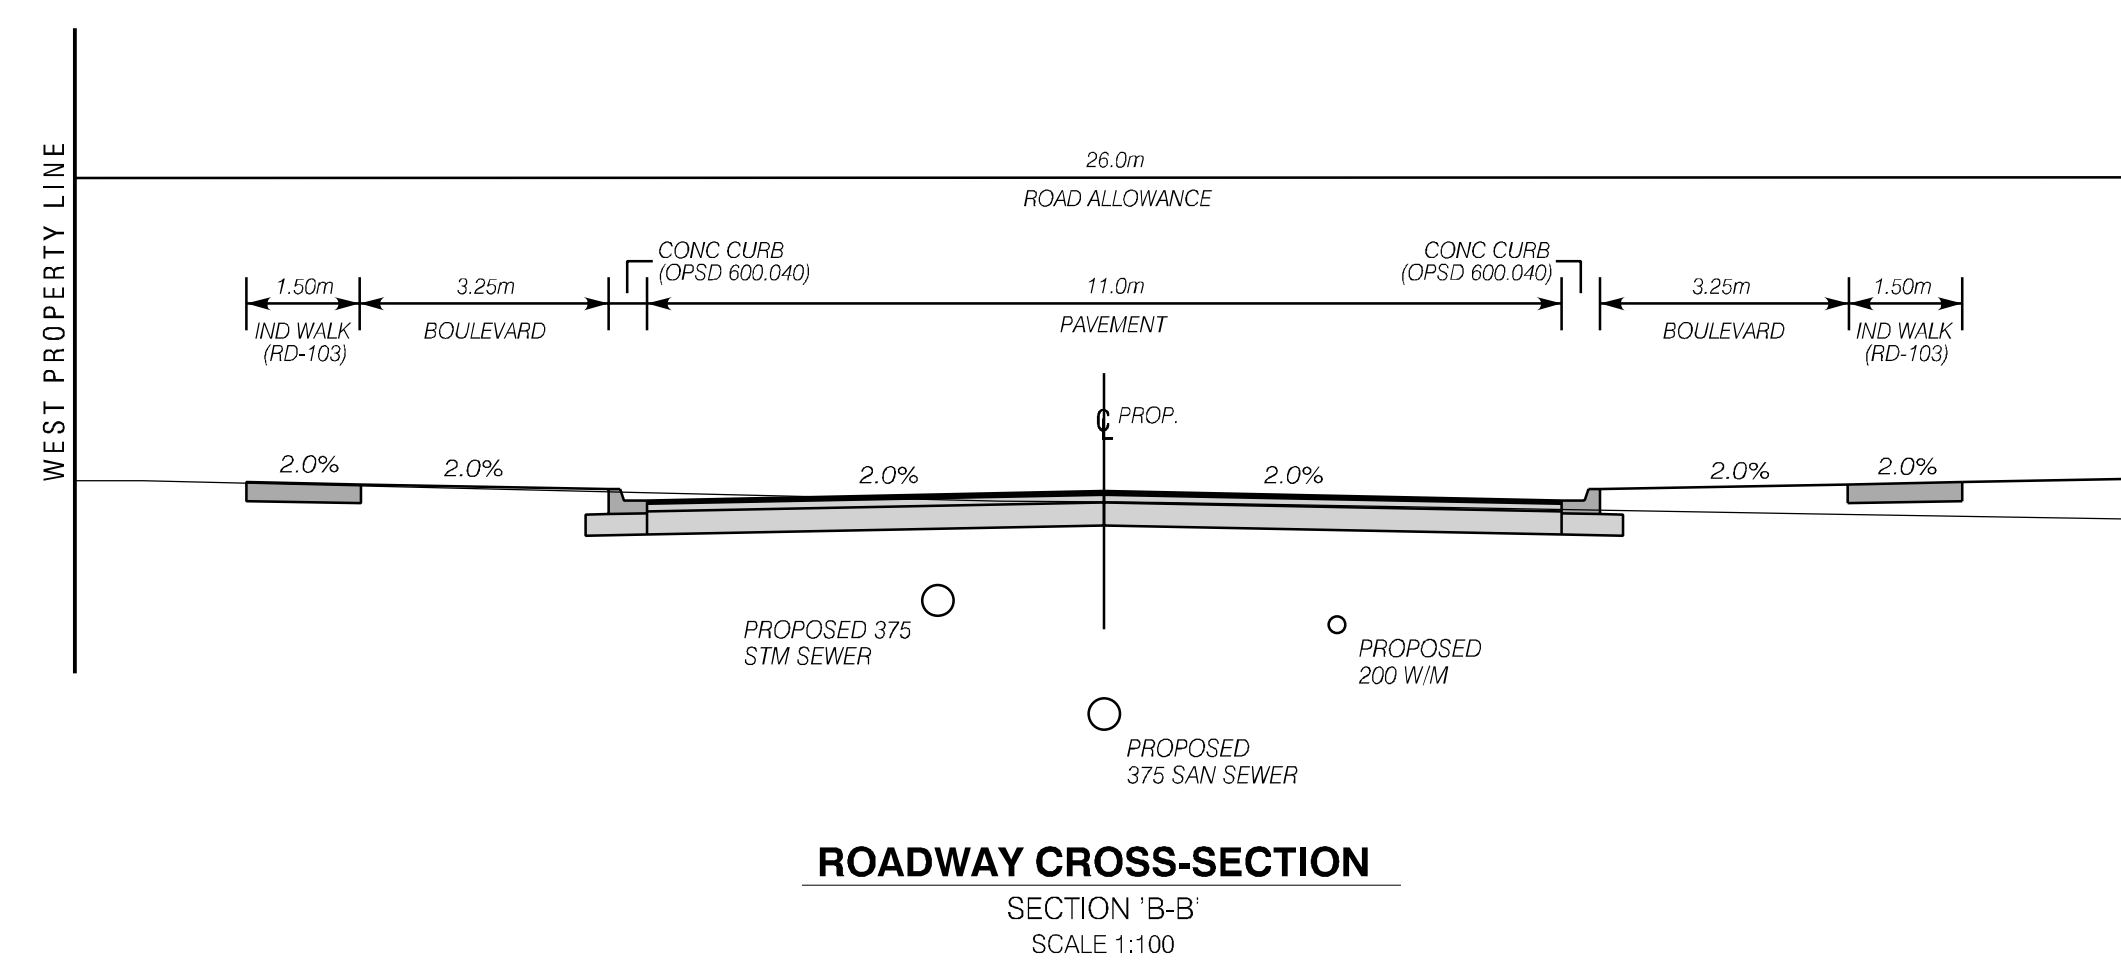 WEST PROPERTY LINE
26.0m
ROAD ALLOWANCE
CONC CURB
(OPSD 600.040)
CONC CURB
(OPSD 600.040)
1.50m
3.25m
11.0m
3.25m
1.50m
IND WALK
(RD-103)
BOULEVARD
PAVEMENT
BOULEVARD
IND WALK
(RD-103)
℄ PROP.
2.0%
2.0%
2.0%
2.0%
2.0%
2.0%
PROPOSED 375
STM SEWER
PROPOSED
200 W/M
PROPOSED
375 SAN SEWER
ROADWAY CROSS-SECTION
SECTION 'B-B'
SCALE 1:100